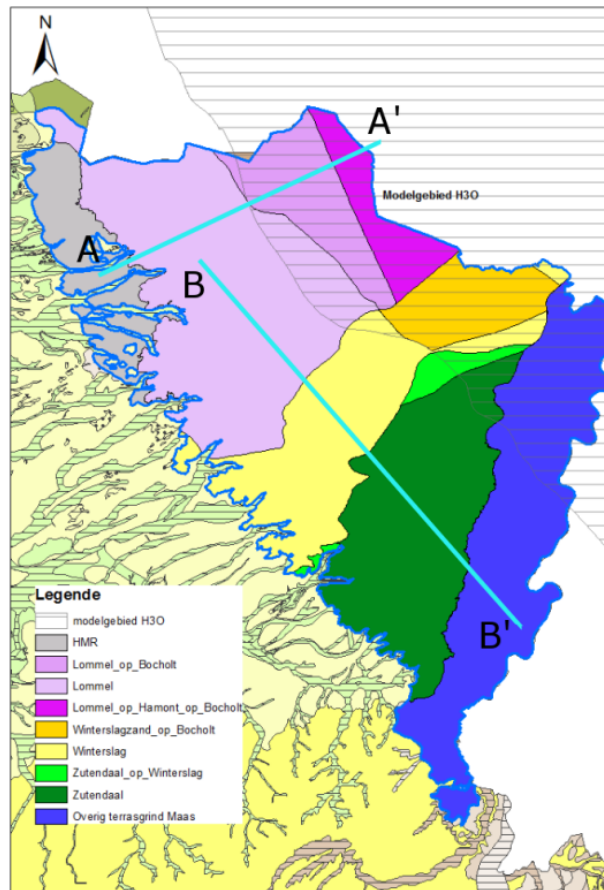 N
A'
Modelgebied H3O
A
B
Legende
modelgebied H3O
HMR
Lommel_op_Bocholt
Lommel
Lommel_op_Hamont_op_Bocholt
Winterslagzand_op_Bocholt
Winterslag
Zutendaal_op_Winterslag
Zutendaal
Overig terrasgrind Maas
B'